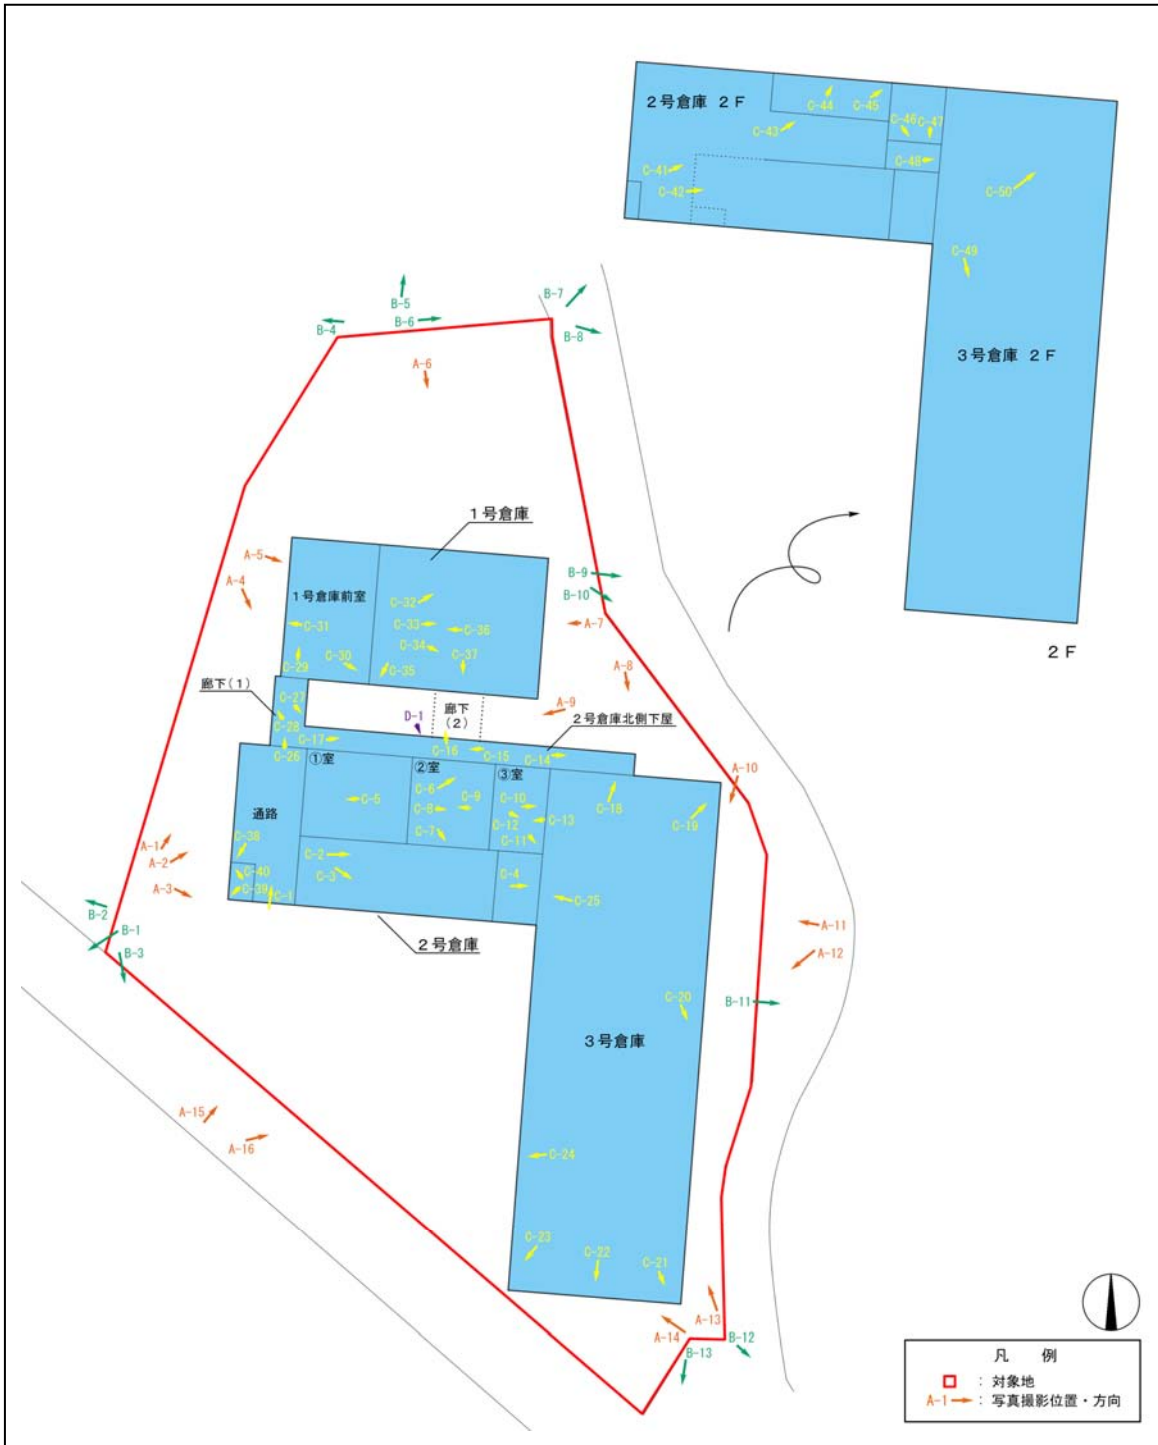 2号倉庫 2F
C-44
C-45
C-46
C-47
C-43
C-48
C-41
C-42
C-50
C-49
3号倉庫 2F
2F
B-5
B-4
B-6
B-7
B-8
A-6
1号倉庫
A-5
A-4
B-9
B-10
1号倉庫前室
C-32
C-31
C-33
C-36
C-34
C-29
C-30
C-35
C-37
A-7
A-8
廊下(1)
C-27
C-28
D-1
廊下
(2)
A-9
2号倉庫北側下屋
C-17
C-26
C-16
C-15
C-14
①室
②室
③室
A-10
C-6
C-5
C-8
C-9
C-10
C-18
通路
C-7
C-12
C-13
C-11
C-19
C-38
A-1
A-2
C-2
C-3
C-4
C-40
C-39
C-1
A-3
C-25
B-2
B-1
B-3
2号倉庫
A-11
A-12
C-20
B-11
3号倉庫
A-15
A-16
C-24
C-23
C-22
C-21
A-13
A-14
B-12
B-13
凡 例
: 対象地
A-1 : 写真撮影位置・方向